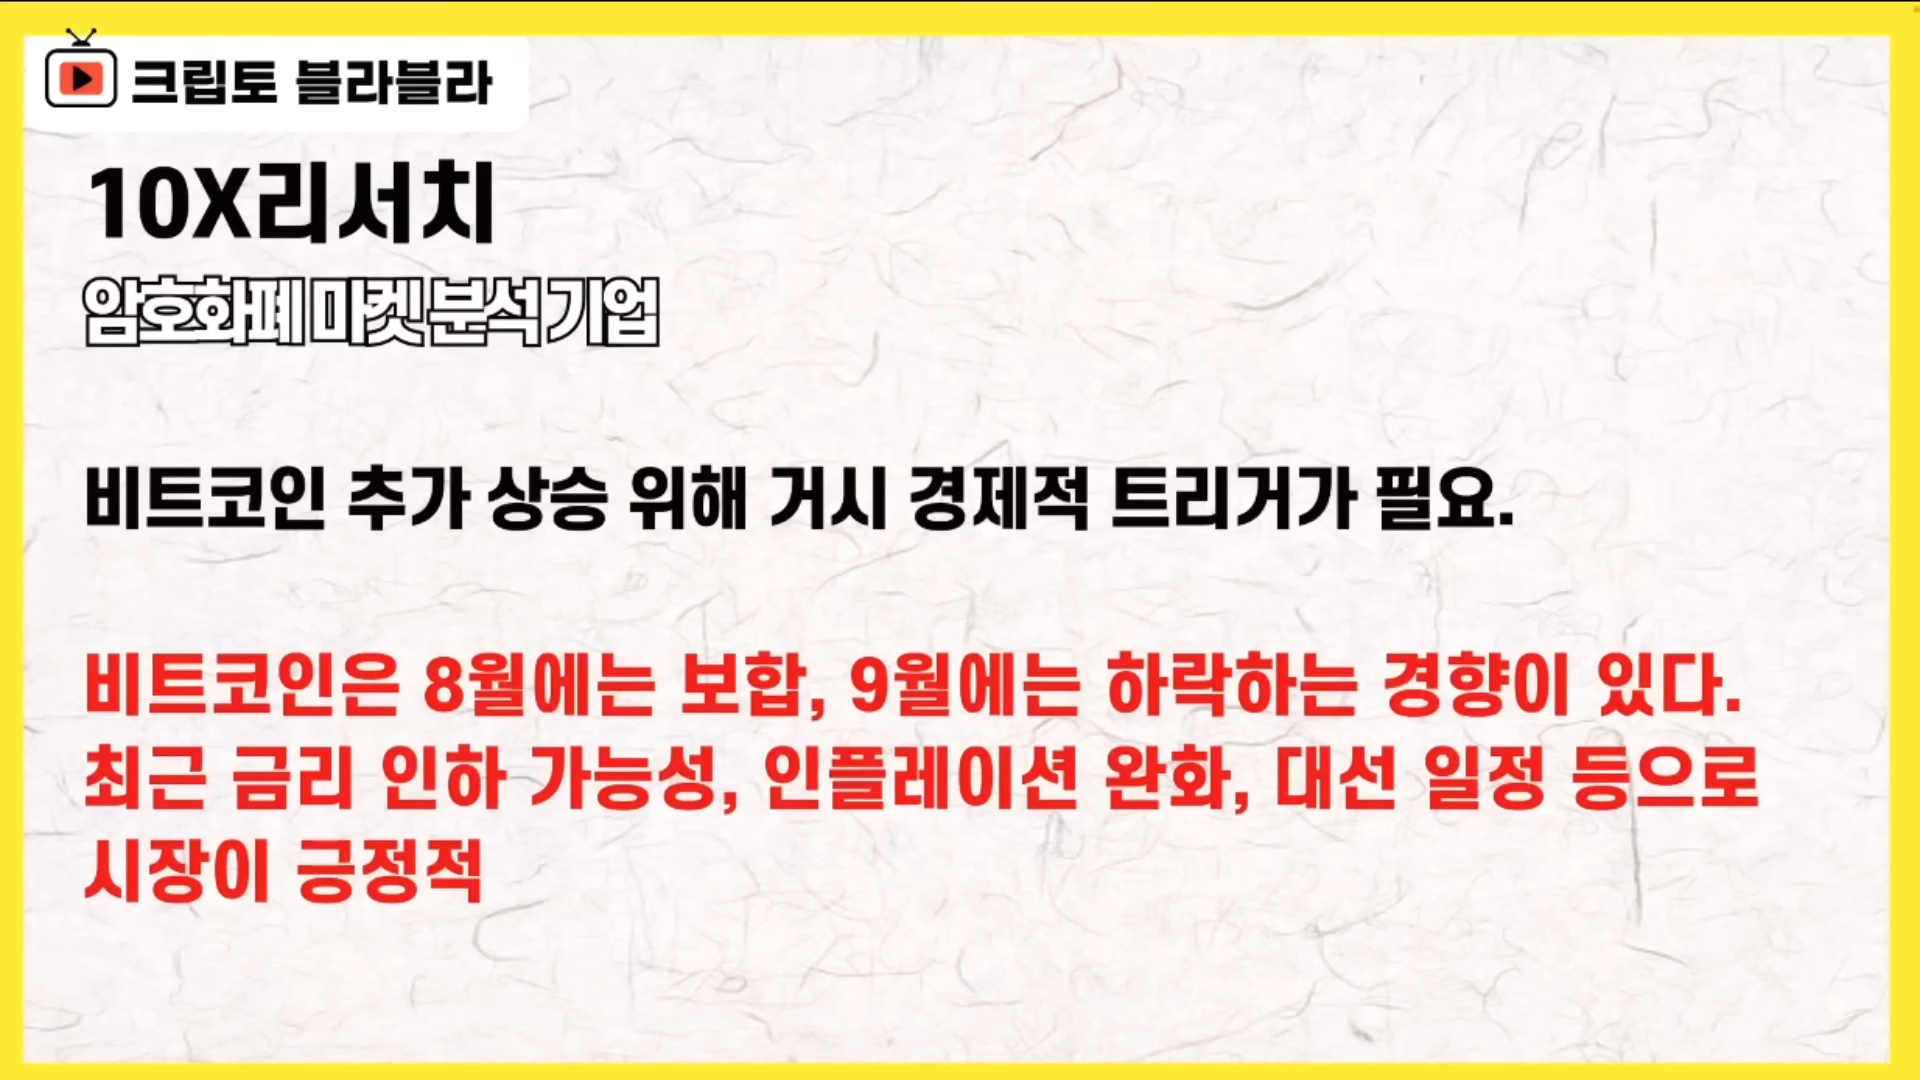 크립토 블라블라
10X리서치
암호화폐 마켓 분석 기업
비트코인 추가 상승 위해 거시 경제적 트리거가 필요.
비트코인은 8월에는 보합, 9월에는 하락하는 경향이 있다.
최근 금리 인하 가능성, 인플레이션 완화, 대선 일정 등으로
시장이 긍정적